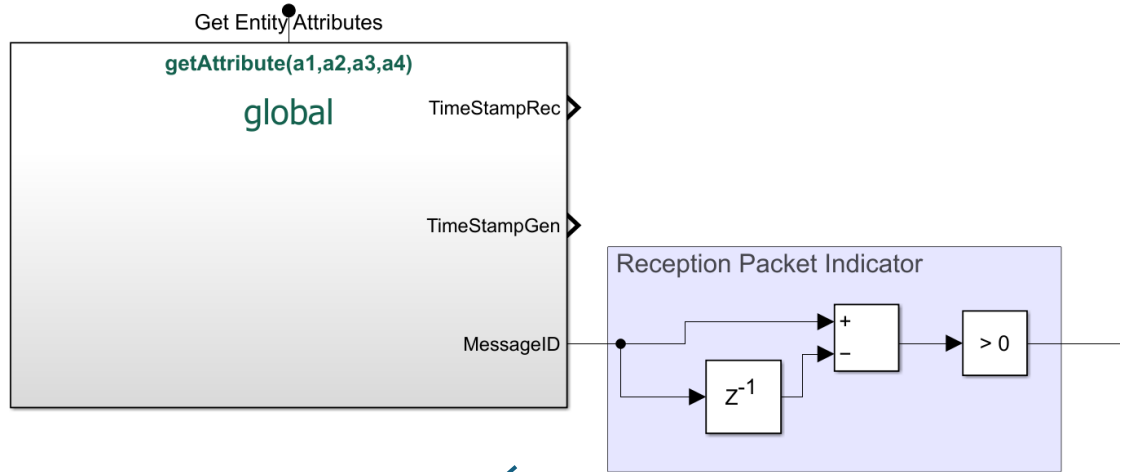 Get Entity Attributes
getAttribute(a1,a2,a3,a4)
global
TimeStampRec
TimeStampGen
Reception Packet Indicator
MessageID
+
−
> 0
Z-1